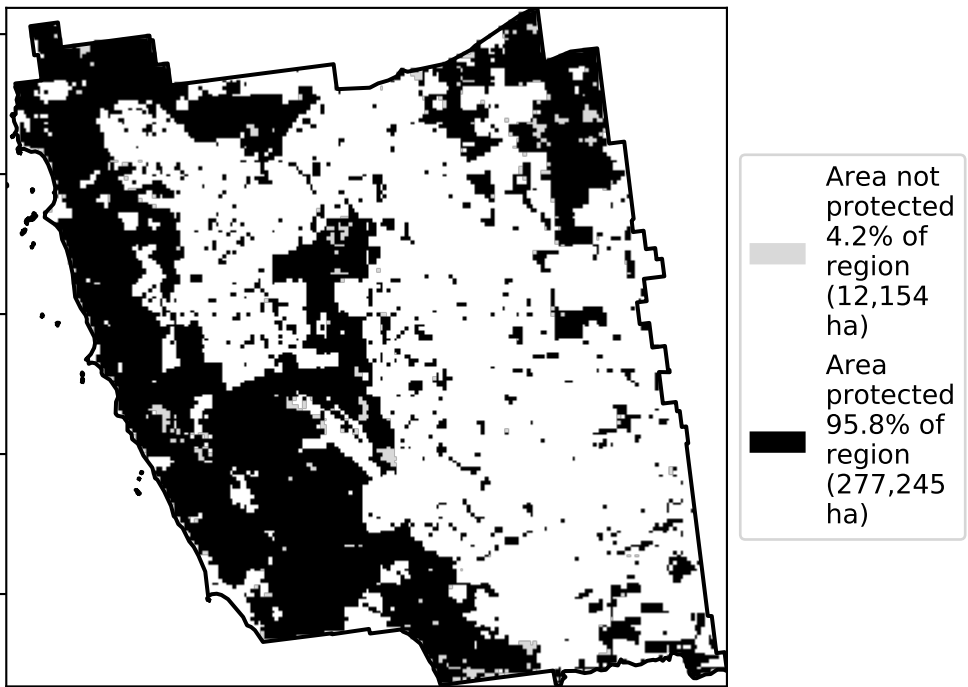 Area not
protected
4.2% of
region
(12,154
ha)
Area
protected
95.8% of
region
(277,245
ha)